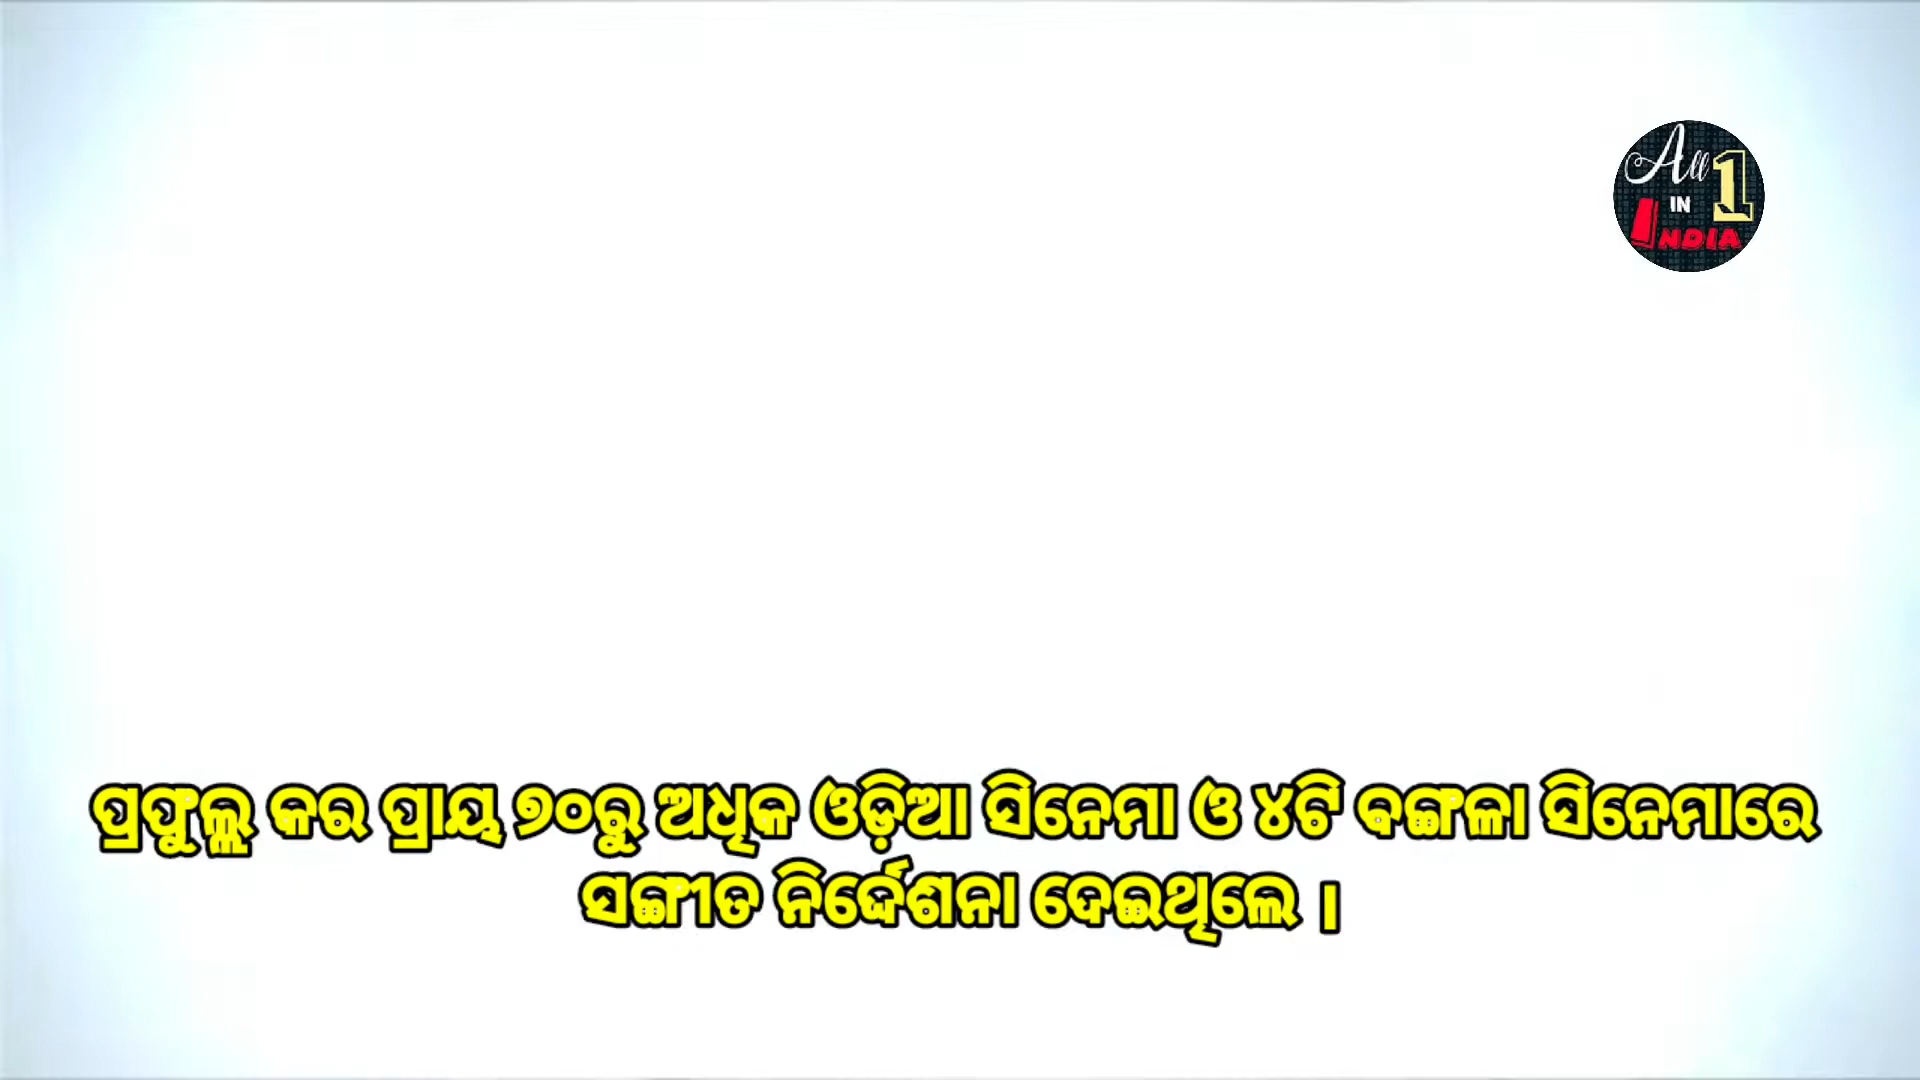 All
IN 1
INDIA
ପ୍ରଫୁଲ୍ଲ କର ପ୍ରାୟ ୭୦ରୁ ଅଧିକ ଓଡ଼ିଆ ସିନେମା ଓ ୪ଟି ବଙ୍ଗଳା ସିନେମାରେ
ସଙ୍ଗୀତ ନିର୍ଦ୍ଦେଶନା ଦେଇଥିଲେ ।